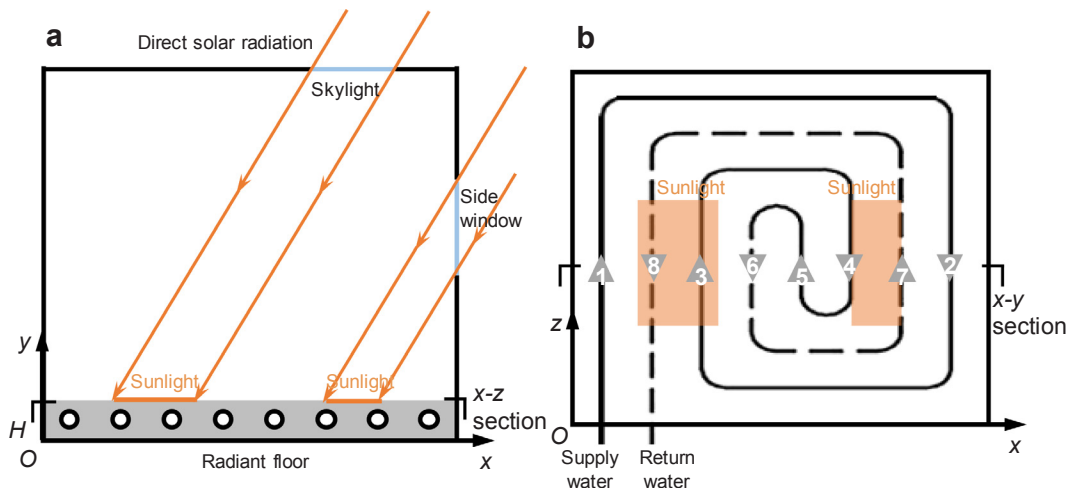 a
Direct solar radiation
Skylight
Side
window
y
Sunlight
Sunlight
x-z
section
H
O
Radiant floor
x
b
Sunlight
Sunlight
1
8
3
6
5
4
7
2
z
x-y
section
O
x
Supply
water
Return
water